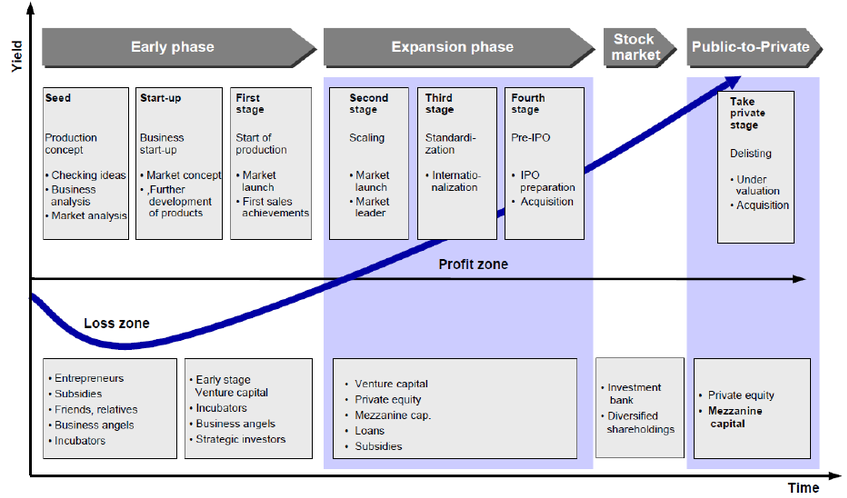 Yield
Early phase
Expansion phase
Stock
market
Public-to-Private
Seed
Production
concept
• Checking ideas
• Business
analysis
• Market analysis
Start-up
Business
start-up
• Market concept
• ,Further
development
of products
First
stage
Start of
production
• Market
launch
• First sales
achievements
Second
stage
Scaling
• Market
launch
• Market
leader
Third
stage
Standardi-
zation
• Internatio-
nalization
Fourth
stage
Pre-IPO
• IPO
preparation
• Acquisition
Take
private
stage
Delisting
• Under
valuation
• Acquisition
Profit zone
Loss zone
• Entrepreneurs
• Subsidies
• Friends, relatives
• Business angels
• Incubators
• Early stage
Venture capital
• Incubators
• Business angels
• Strategic investors
• Venture capital
• Private equity
• Mezzanine cap.
• Loans
• Subsidies
• Investment
bank
• Diversified
shareholdings
• Private equity
• Mezzanine
capital
Time